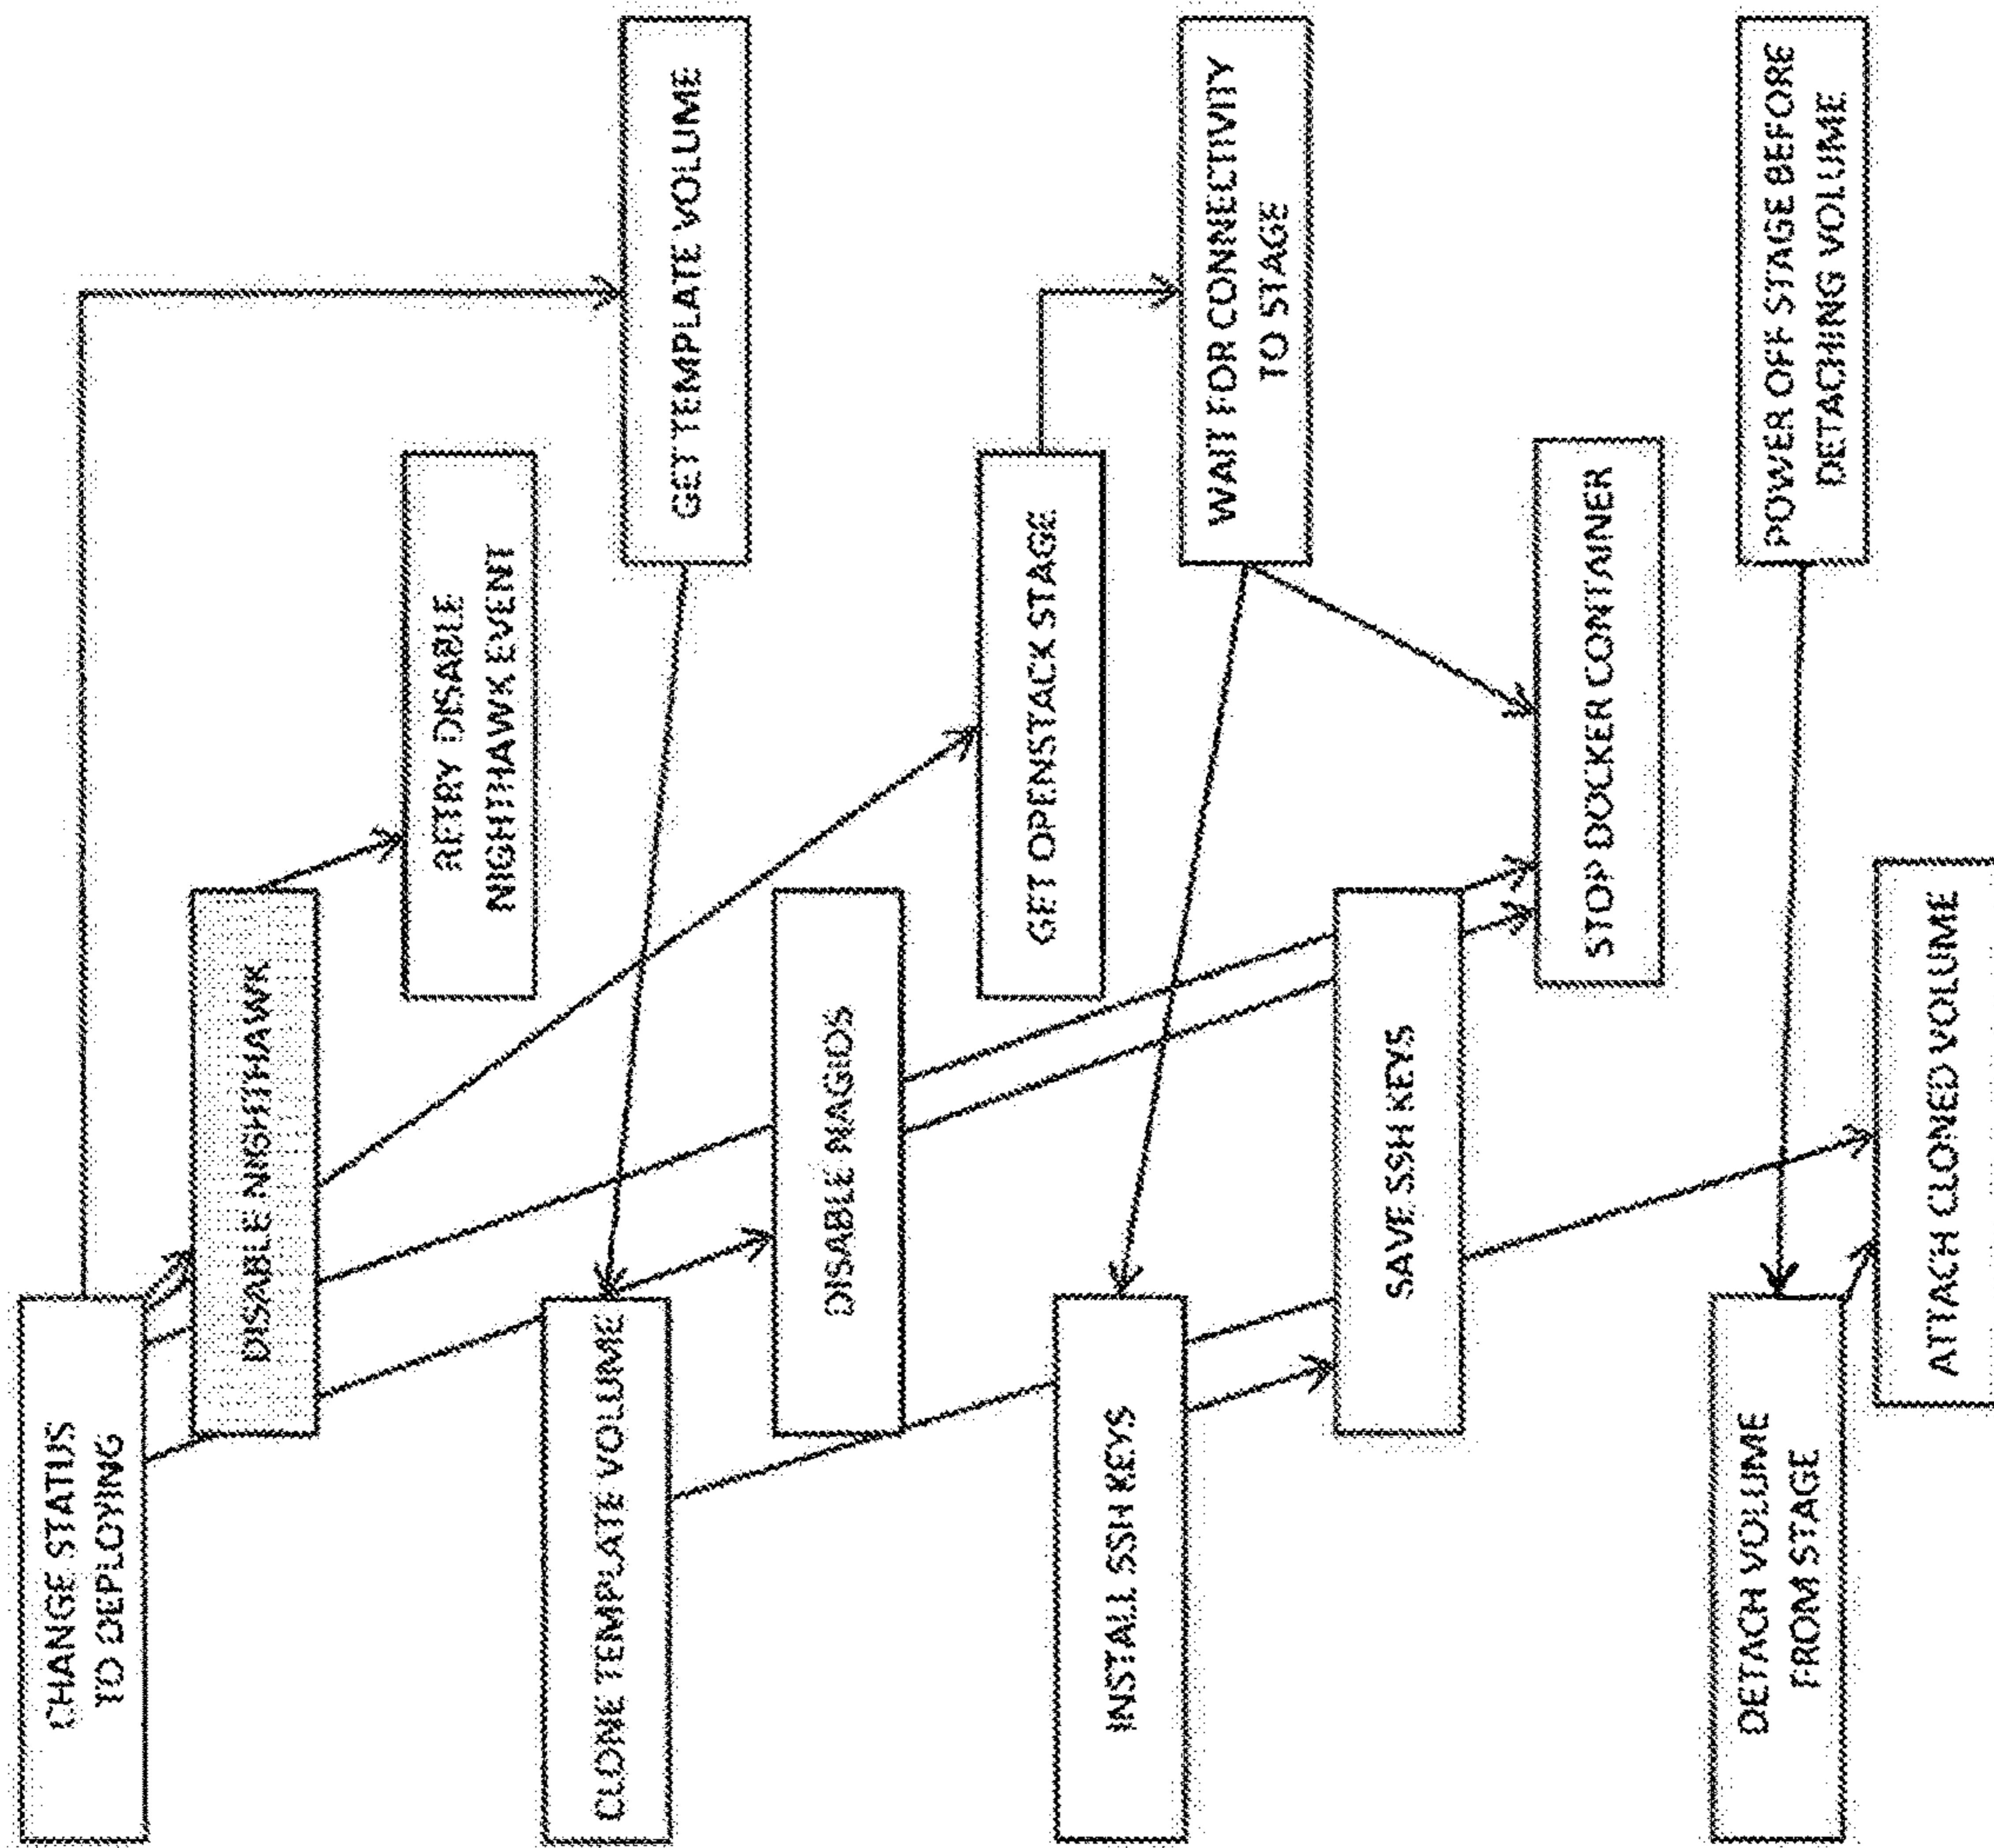 CHANGE STATUS
TO DEPLOYING
DISABLE NIGHTHAWK
RETRY DISABLE
NIGHTHAWK EVENT
CLONE TEMPLATE VOLUME
GET TEMPLATE VOLUME
DISABLE NAGIOS
GET OPENSTACK STAGE
INSTALL SSH KEYS
WAIT FOR CONNECTIVITY
TO STAGE
SAVE SSH KEYS
STOP DOCKER CONTAINER
DETACH VOLUME
FROM STAGE
POWER OFF STAGE BEFORE
DETACHING VOLUME
ATTACH CLONED VOLUME